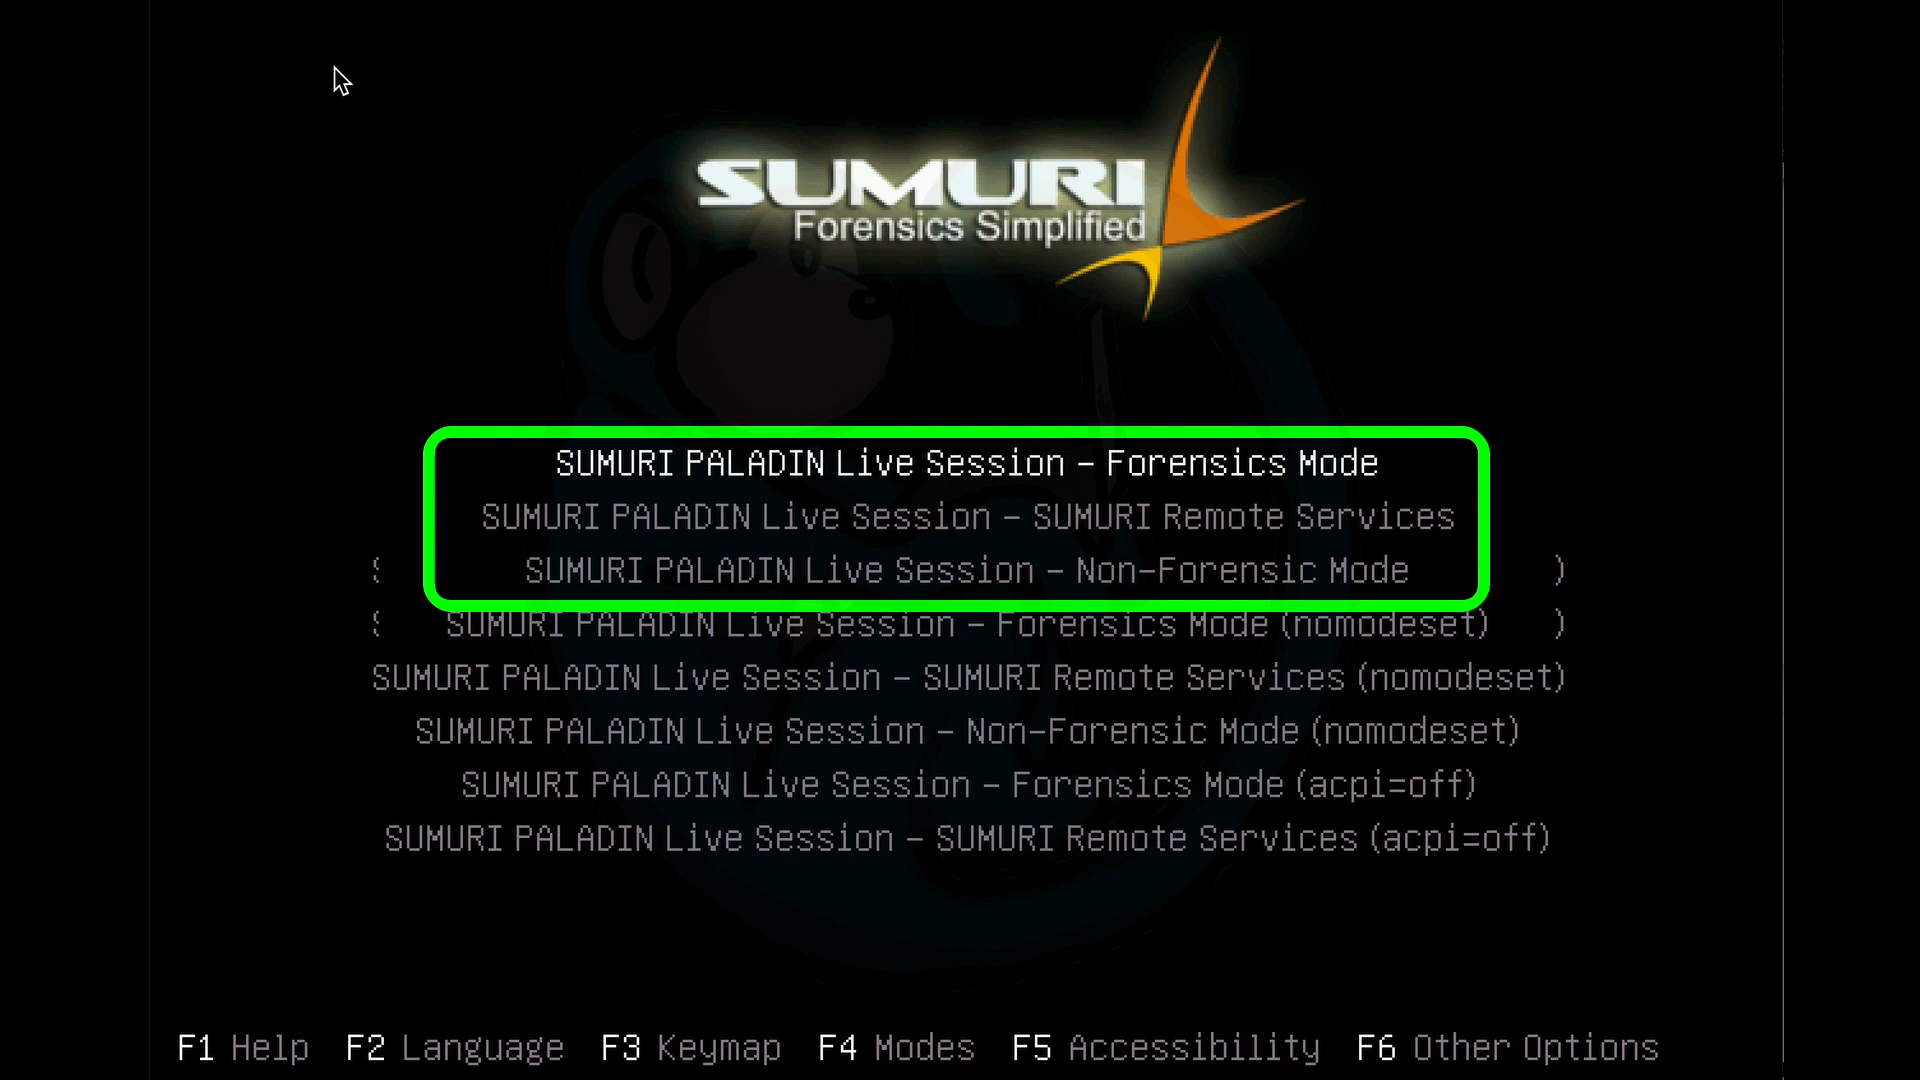 SUMURI
Forensics Simplified
SUMURI PALADIN Live Session - Forensics Mode
SUMURI PALADIN Live Session - SUMURI Remote Services
SUMURI PALADIN Live Session - Non-Forensic Mode )
SUMURI PALADIN Live Session - Forensics Mode (nomodeset) )
SUMURI PALADIN Live Session - SUMURI Remote Services (nomodeset)
SUMURI PALADIN Live Session - Non-Forensic Mode (nomodeset)
SUMURI PALADIN Live Session - Forensics Mode (acpi=off)
SUMURI PALADIN Live Session - SUMURI Remote Services (acpi=off)
F1 Help F2 Language F3 Keymap F4 Modes F5 Accessibility F6 Other Options